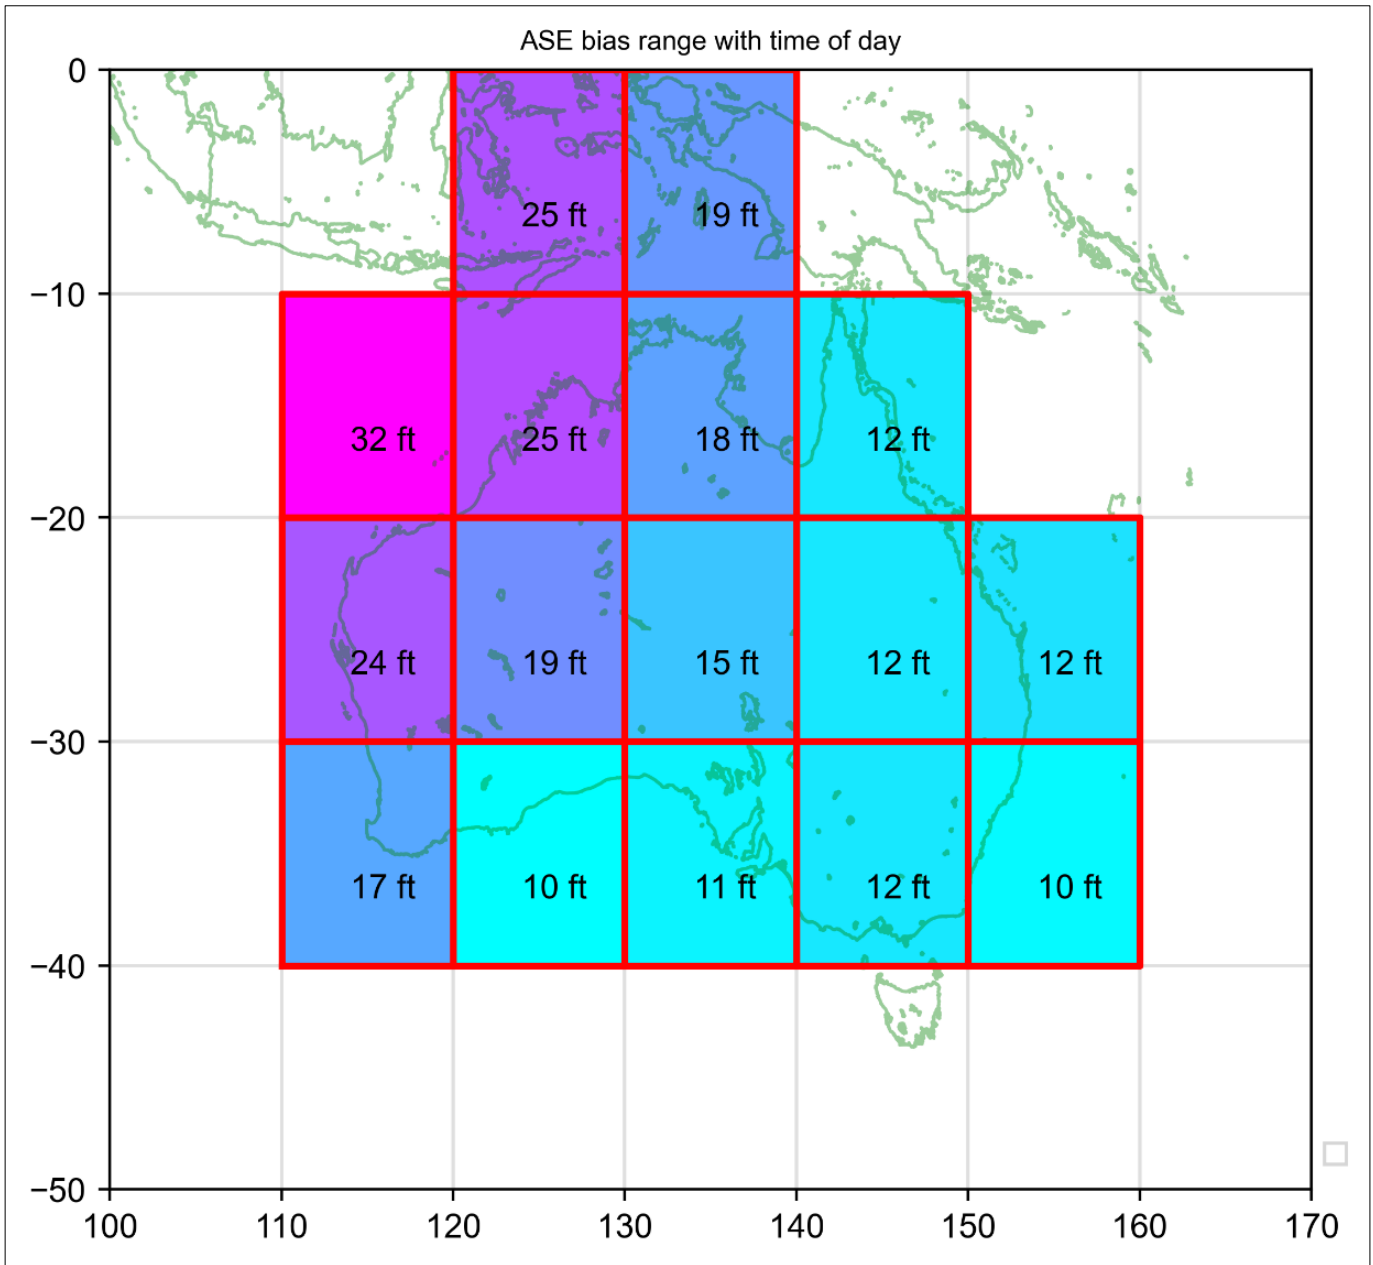 ASE bias range with time of day
0
25 ft 19 ft
−10
32 ft 25 ft 18 ft 12 ft
−20
24 ft 19 ft 15 ft 12 ft 12 ft
−30
17 ft 10 ft 11 ft 12 ft 10 ft
−40
−50
100 110 120 130 140 150 160 170